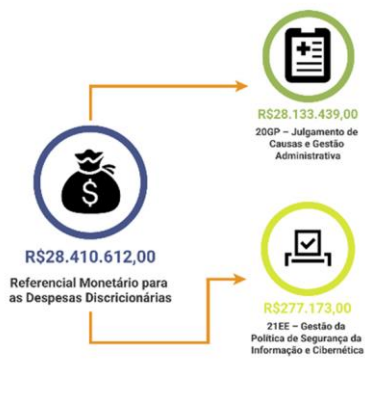 R$28.133.439,00
20GP – Julgamento de
Causas e Gestão
Administrativa
$
R$28.410.612,00
Referencial Monetário para
as Despesas Discricionárias
R$277.173,00
21EE – Gestão da
Política de Segurança da
Informação e Cibernética